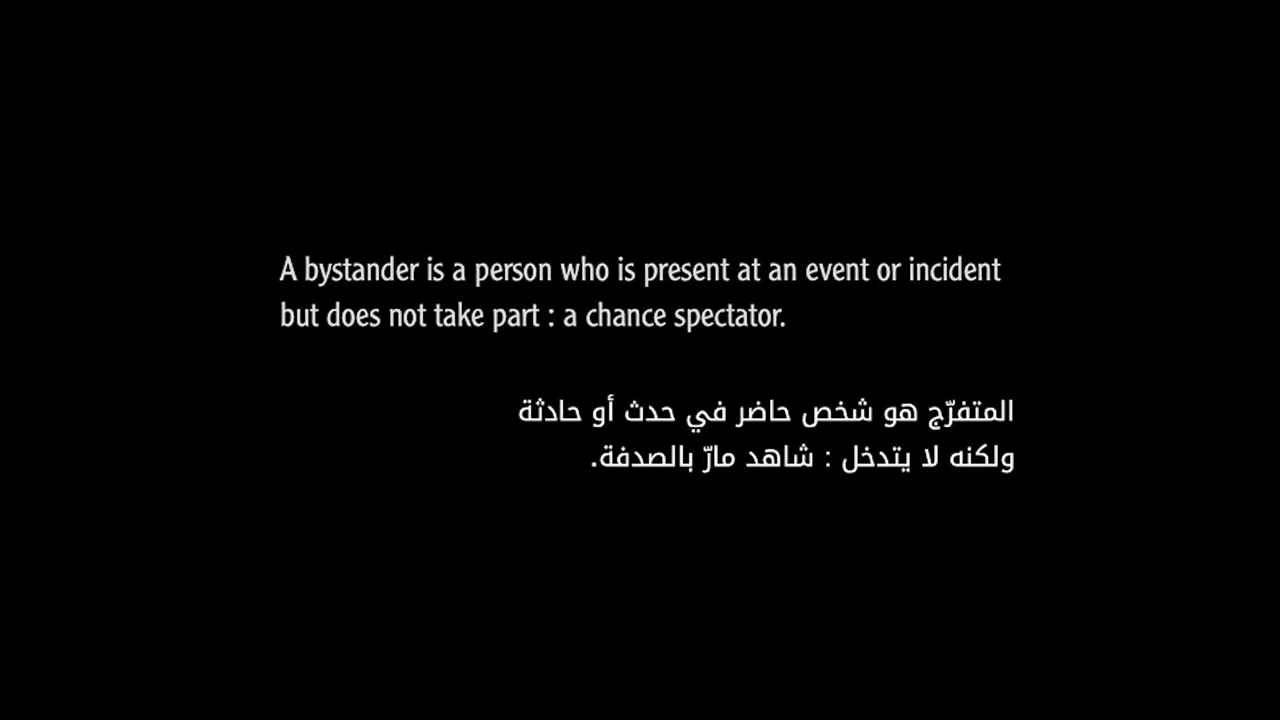 A bystander is a person who is present at an event or incident
but does not take part : a chance spectator.
المتفرّج هو شخص حاضر في حدث أو حادثة
ولكنه لا يتدخل : شاهد مارّ بالصدفة.